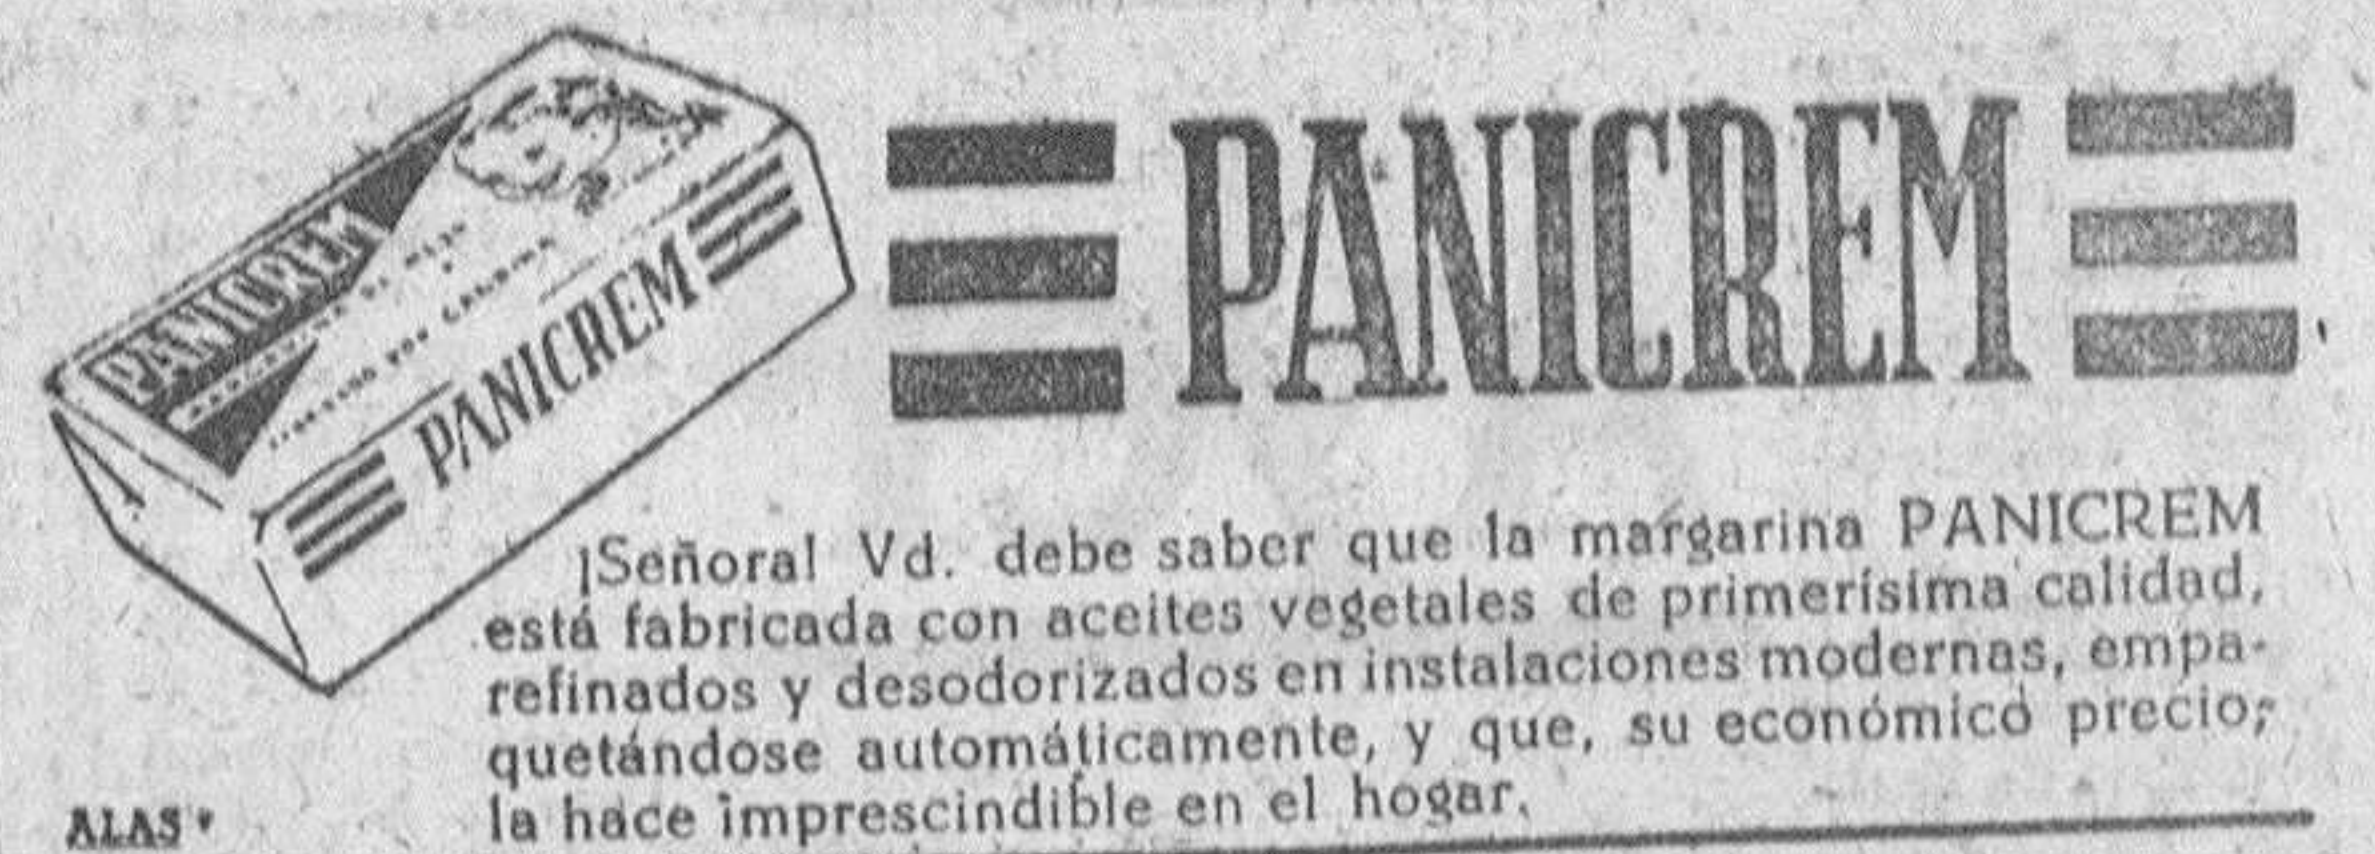 PANICREM
PANICREM
PANICREM
¡Señora! Vd. debe saber que la margarina PANICREM
está fabricada con aceites vegetales de primerísima calidad,
refinados y desodorizados en instalaciones modernas, empa-
quetándose automáticamente, y que, su económico precio,
la hace imprescindible en el hogar.
ALAS